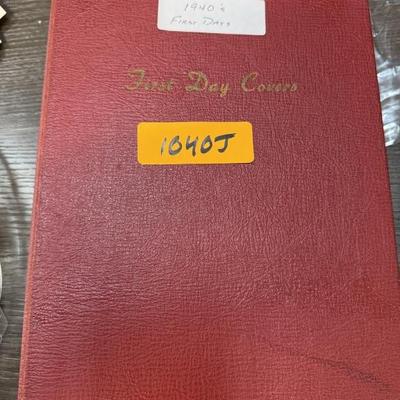 1940's
FIRST DAYS
First Day Covers
1040J